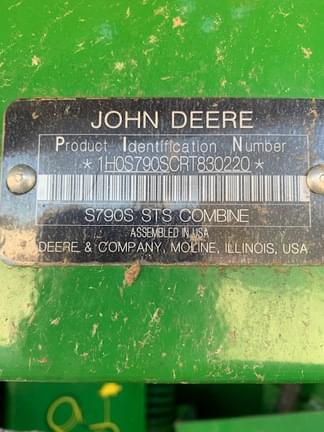 JOHN DEERE
Product Identification Number
*1H0S790SCRT830220*
S790S STS COMBINE
ASSEMBLED IN USA
DEERE & COMPANY, MOLINE, ILLINOIS, USA